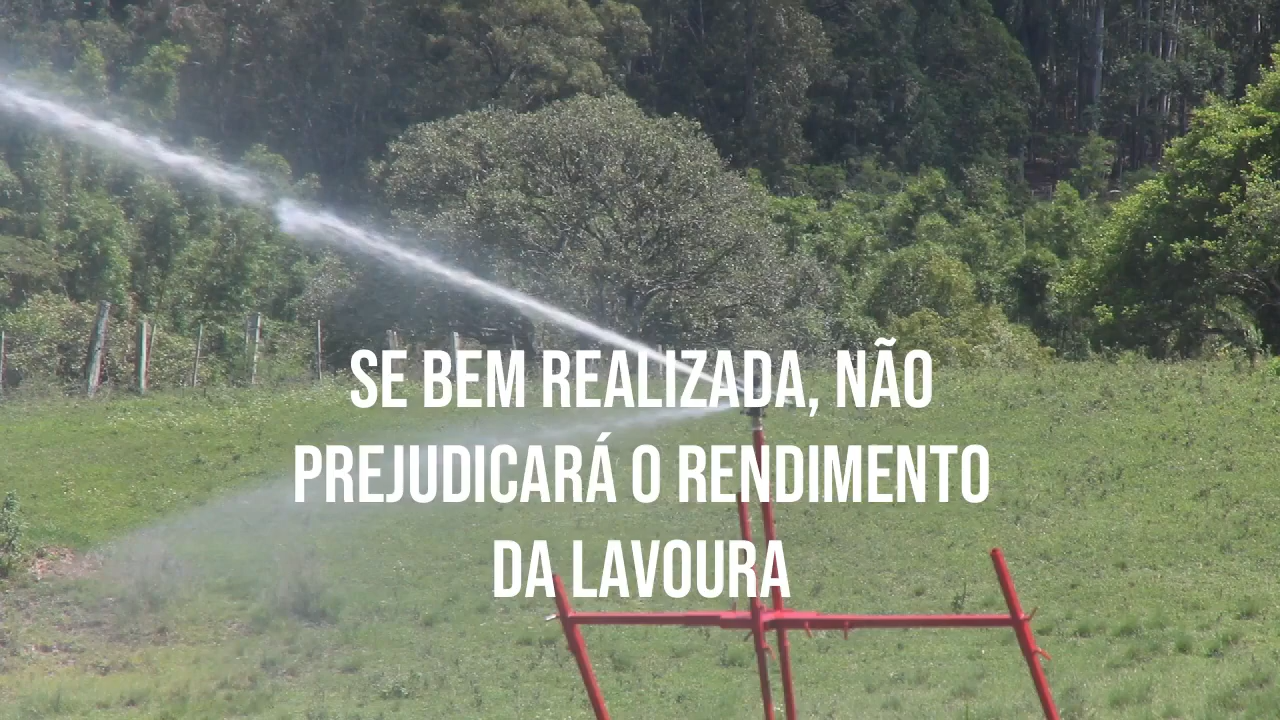 SE BEM REALIZADA, NÃO
PREJUDICARÁ O RENDIMENTO
DA LAVOURA